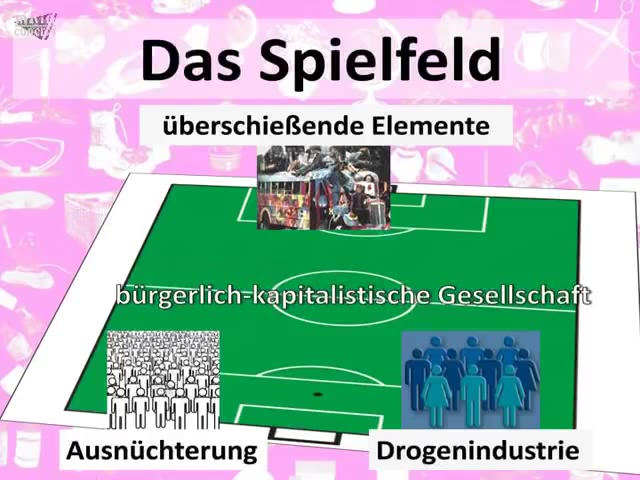 Das Spielfeld
überschießende Elemente
bürgerlich-kapitalistische Gesellschaft
Ausnüchterung
Drogenindustrie